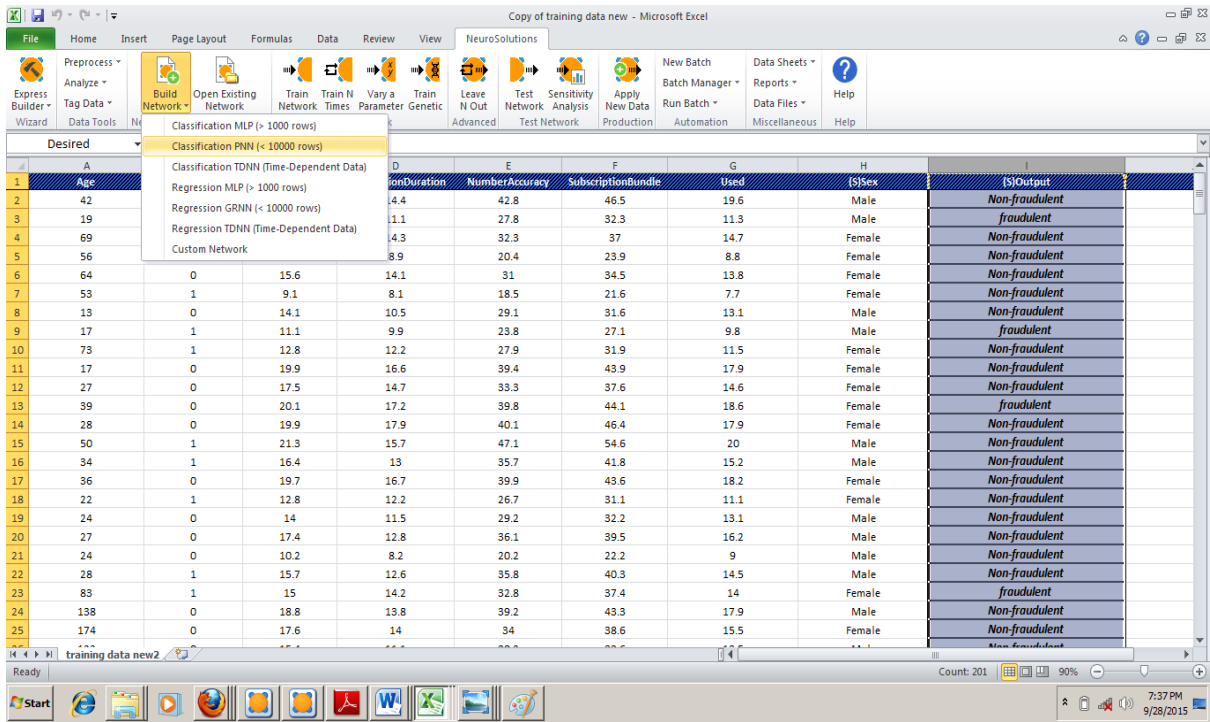 Copy of training data new - Microsoft Excel
File Home Insert Page Layout Formulas Data Review View NeuroSolutions
Express Builder Wizard
Preprocess
Analyze
Tag Data
Data Tools
Build Network
Open Existing Network
Train Network
Train N Times
Vary a Parameter
Train Genetic
Leave N Out
Advanced
Test Network
Sensitivity Analysis
Test Network
Apply New Data
Production
New Batch
Batch Manager
Run Batch
Automation
Data Sheets
Reports
Data Files
Miscellaneous
Help
Help
Classification MLP (> 1000 rows)
Classification PNN (< 10000 rows)
Classification TDNN (Time-Dependent Data)
Regression MLP (> 1000 rows)
Regression GRNN (< 10000 rows)
Regression TDNN (Time-Dependent Data)
Custom Network
Desired
A D E F G H I
1 Age ionDuration NumberAccuracy SubscriptionBundle Used (S)Sex (S)Output
2 42 14.4 42.8 46.5 19.6 Male Non-fraudulent
3 19 11.1 27.8 32.3 11.3 Male fraudulent
4 69 14.3 32.3 37 14.7 Female Non-fraudulent
5 56 8.9 20.4 23.9 8.8 Female Non-fraudulent
6 64 0 15.6 14.1 31 34.5 13.8 Female Non-fraudulent
7 53 1 9.1 8.1 18.5 21.6 7.7 Female Non-fraudulent
8 13 0 14.1 10.5 29.1 31.6 13.1 Male Non-fraudulent
9 17 1 11.1 9.9 23.8 27.1 9.8 Male fraudulent
10 73 1 12.8 12.2 27.9 31.9 11.5 Female Non-fraudulent
11 17 0 19.9 16.6 39.4 43.9 17.9 Male Non-fraudulent
12 27 0 17.5 14.7 33.3 37.6 14.6 Female Non-fraudulent
13 39 0 20.1 17.2 39.8 44.1 18.6 Female fraudulent
14 28 0 19.9 17.9 40.1 46.4 17.9 Female Non-fraudulent
15 50 1 21.3 15.7 47.1 54.6 20 Male Non-fraudulent
16 34 1 16.4 13 35.7 41.8 15.2 Male Non-fraudulent
17 36 0 19.7 16.7 39.9 43.6 18.2 Female Non-fraudulent
18 22 1 12.8 12.2 26.7 31.1 11.1 Female Non-fraudulent
19 24 0 14 11.5 29.2 32.2 13.1 Male Non-fraudulent
20 27 0 17.4 12.8 36.1 39.5 16.2 Male Non-fraudulent
21 24 0 10.2 8.2 20.2 22.2 9 Male Non-fraudulent
22 28 1 15.7 12.6 35.8 40.3 14.5 Male Non-fraudulent
23 83 1 15 14.2 32.8 37.4 14 Female fraudulent
24 138 0 18.8 13.8 39.2 43.3 17.9 Male Non-fraudulent
25 174 0 17.6 14 34 38.6 15.5 Female Non-fraudulent
training data new2
Ready Count: 201 90%
Start 7:37 PM
9/28/2015